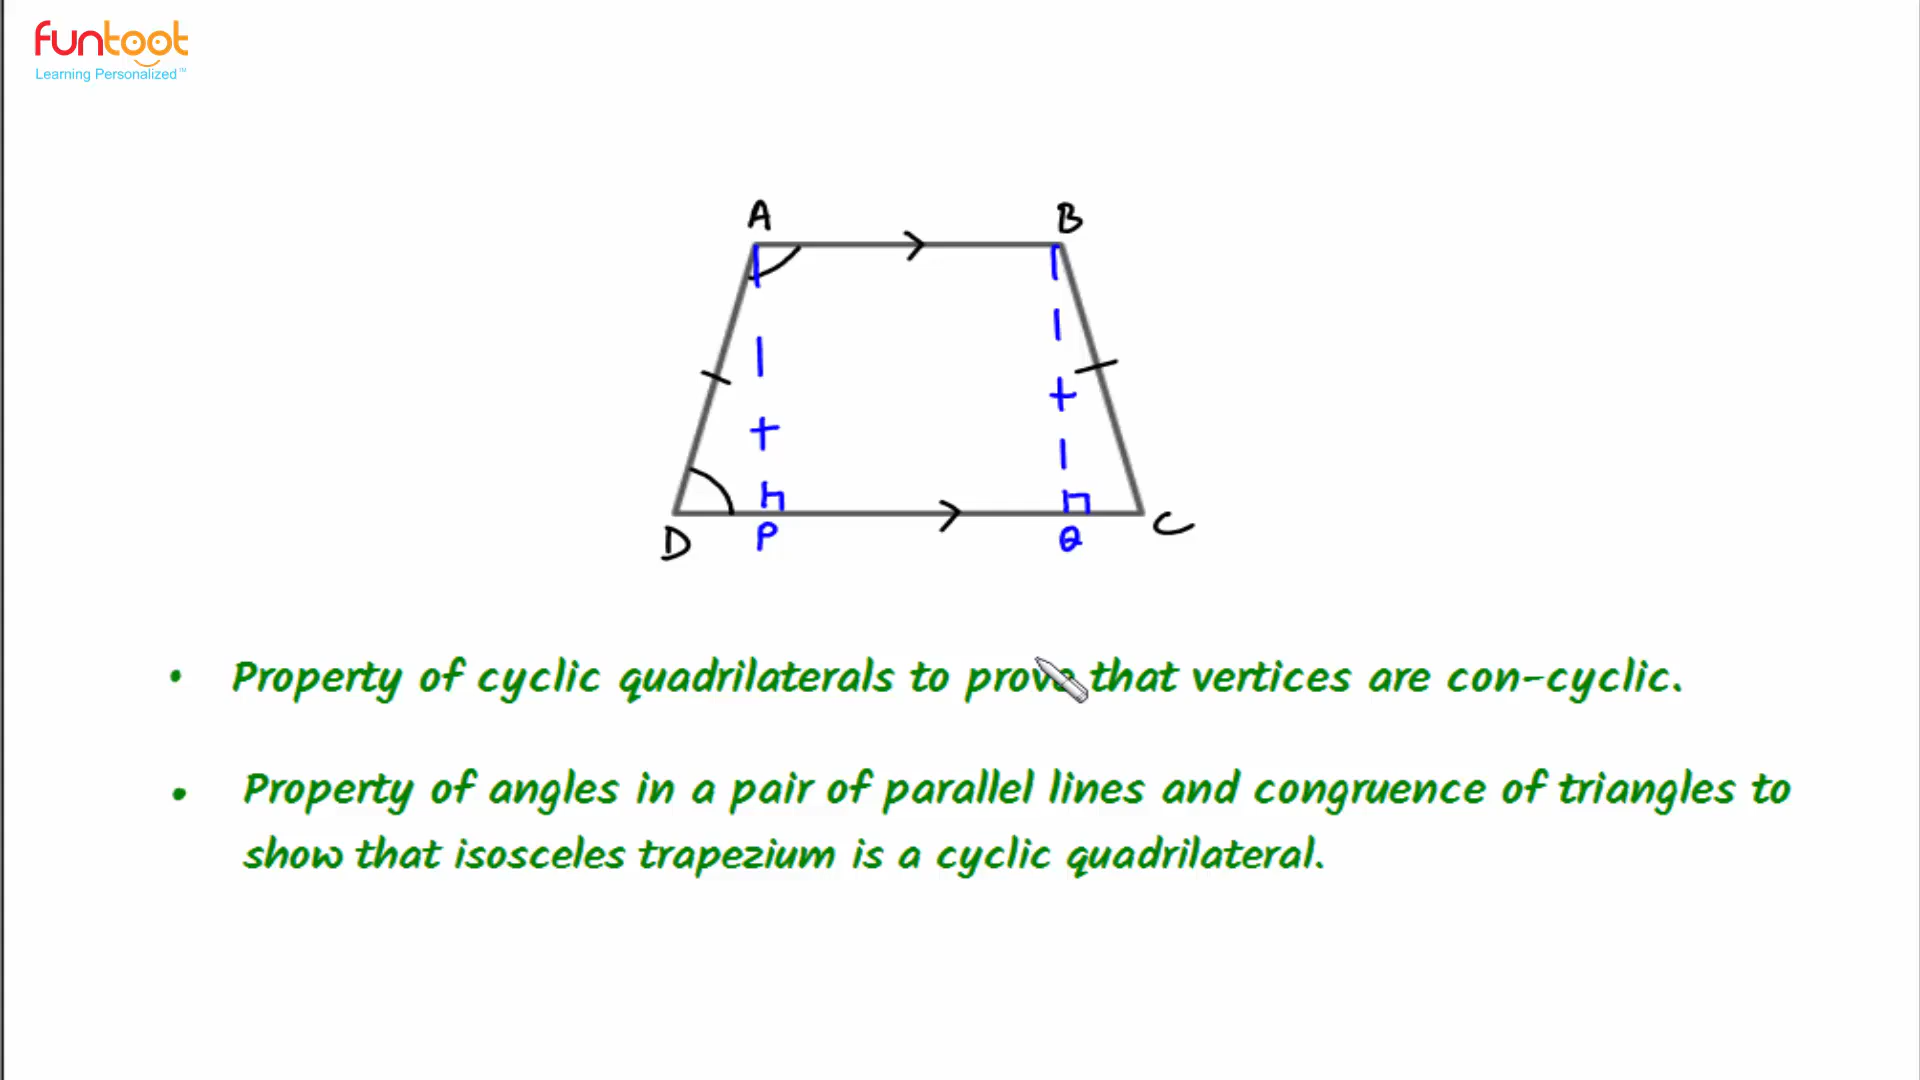 funtoot
Learning Personalized™
A
B
D
P
Q
C
• Property of cyclic quadrilaterals to prove that vertices are con-cyclic.
• Property of angles in a pair of parallel lines and congruence of triangles to
show that isosceles trapezium is a cyclic quadrilateral.